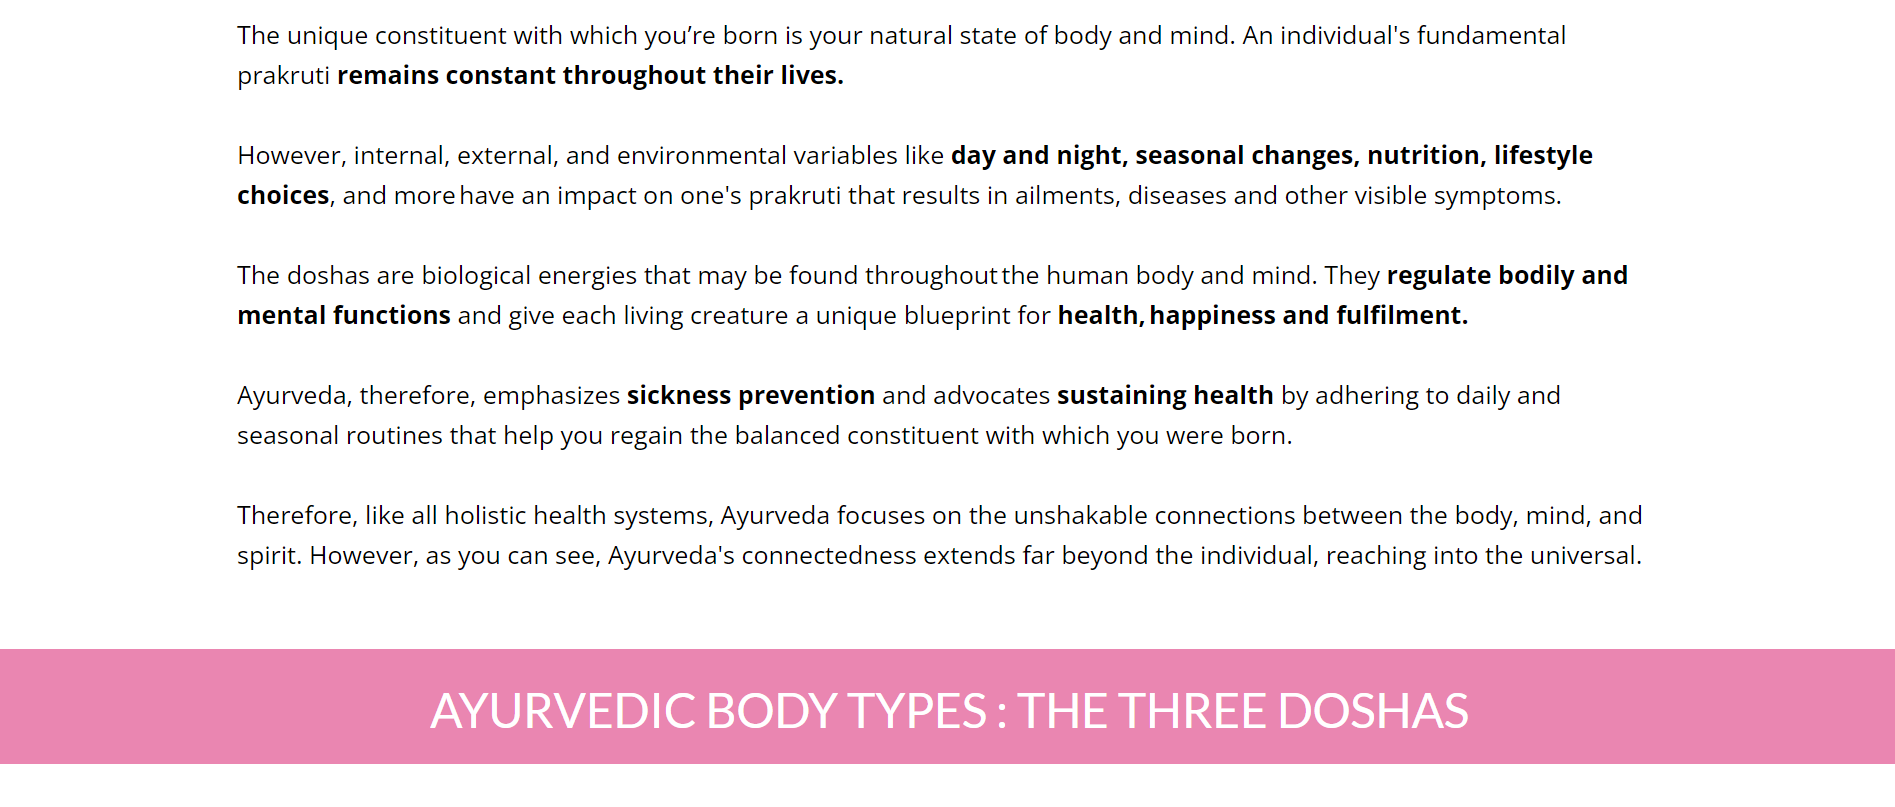 The unique constituent with which you’re born is your natural state of body and mind. An individual's fundamental
prakruti remains constant throughout their lives.
However, internal, external, and environmental variables like day and night, seasonal changes, nutrition, lifestyle
choices, and more have an impact on one's prakruti that results in ailments, diseases and other visible symptoms.
The doshas are biological energies that may be found throughout the human body and mind. They regulate bodily and
mental functions and give each living creature a unique blueprint for health, happiness and fulfilment.
Ayurveda, therefore, emphasizes sickness prevention and advocates sustaining health by adhering to daily and
seasonal routines that help you regain the balanced constituent with which you were born.
Therefore, like all holistic health systems, Ayurveda focuses on the unshakable connections between the body, mind, and
spirit. However, as you can see, Ayurveda's connectedness extends far beyond the individual, reaching into the universal.
AYURVEDIC BODY TYPES : THE THREE DOSHAS